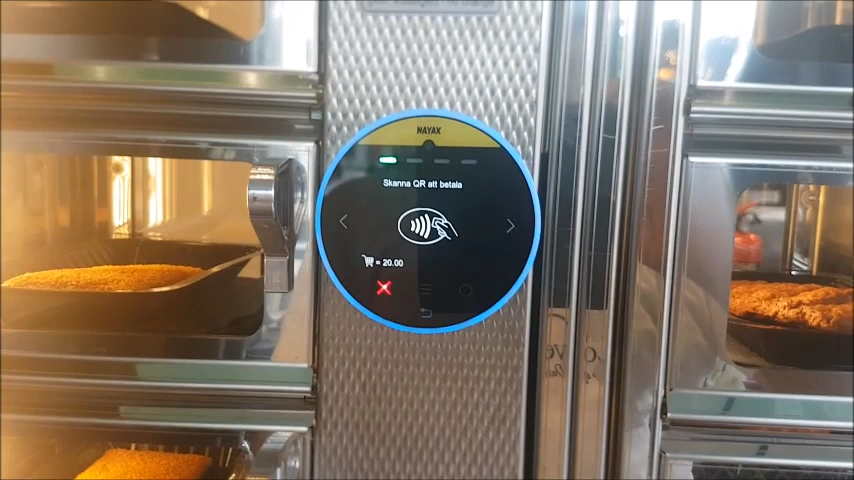 NAYAX
Skanna QR att betala
= 20.00